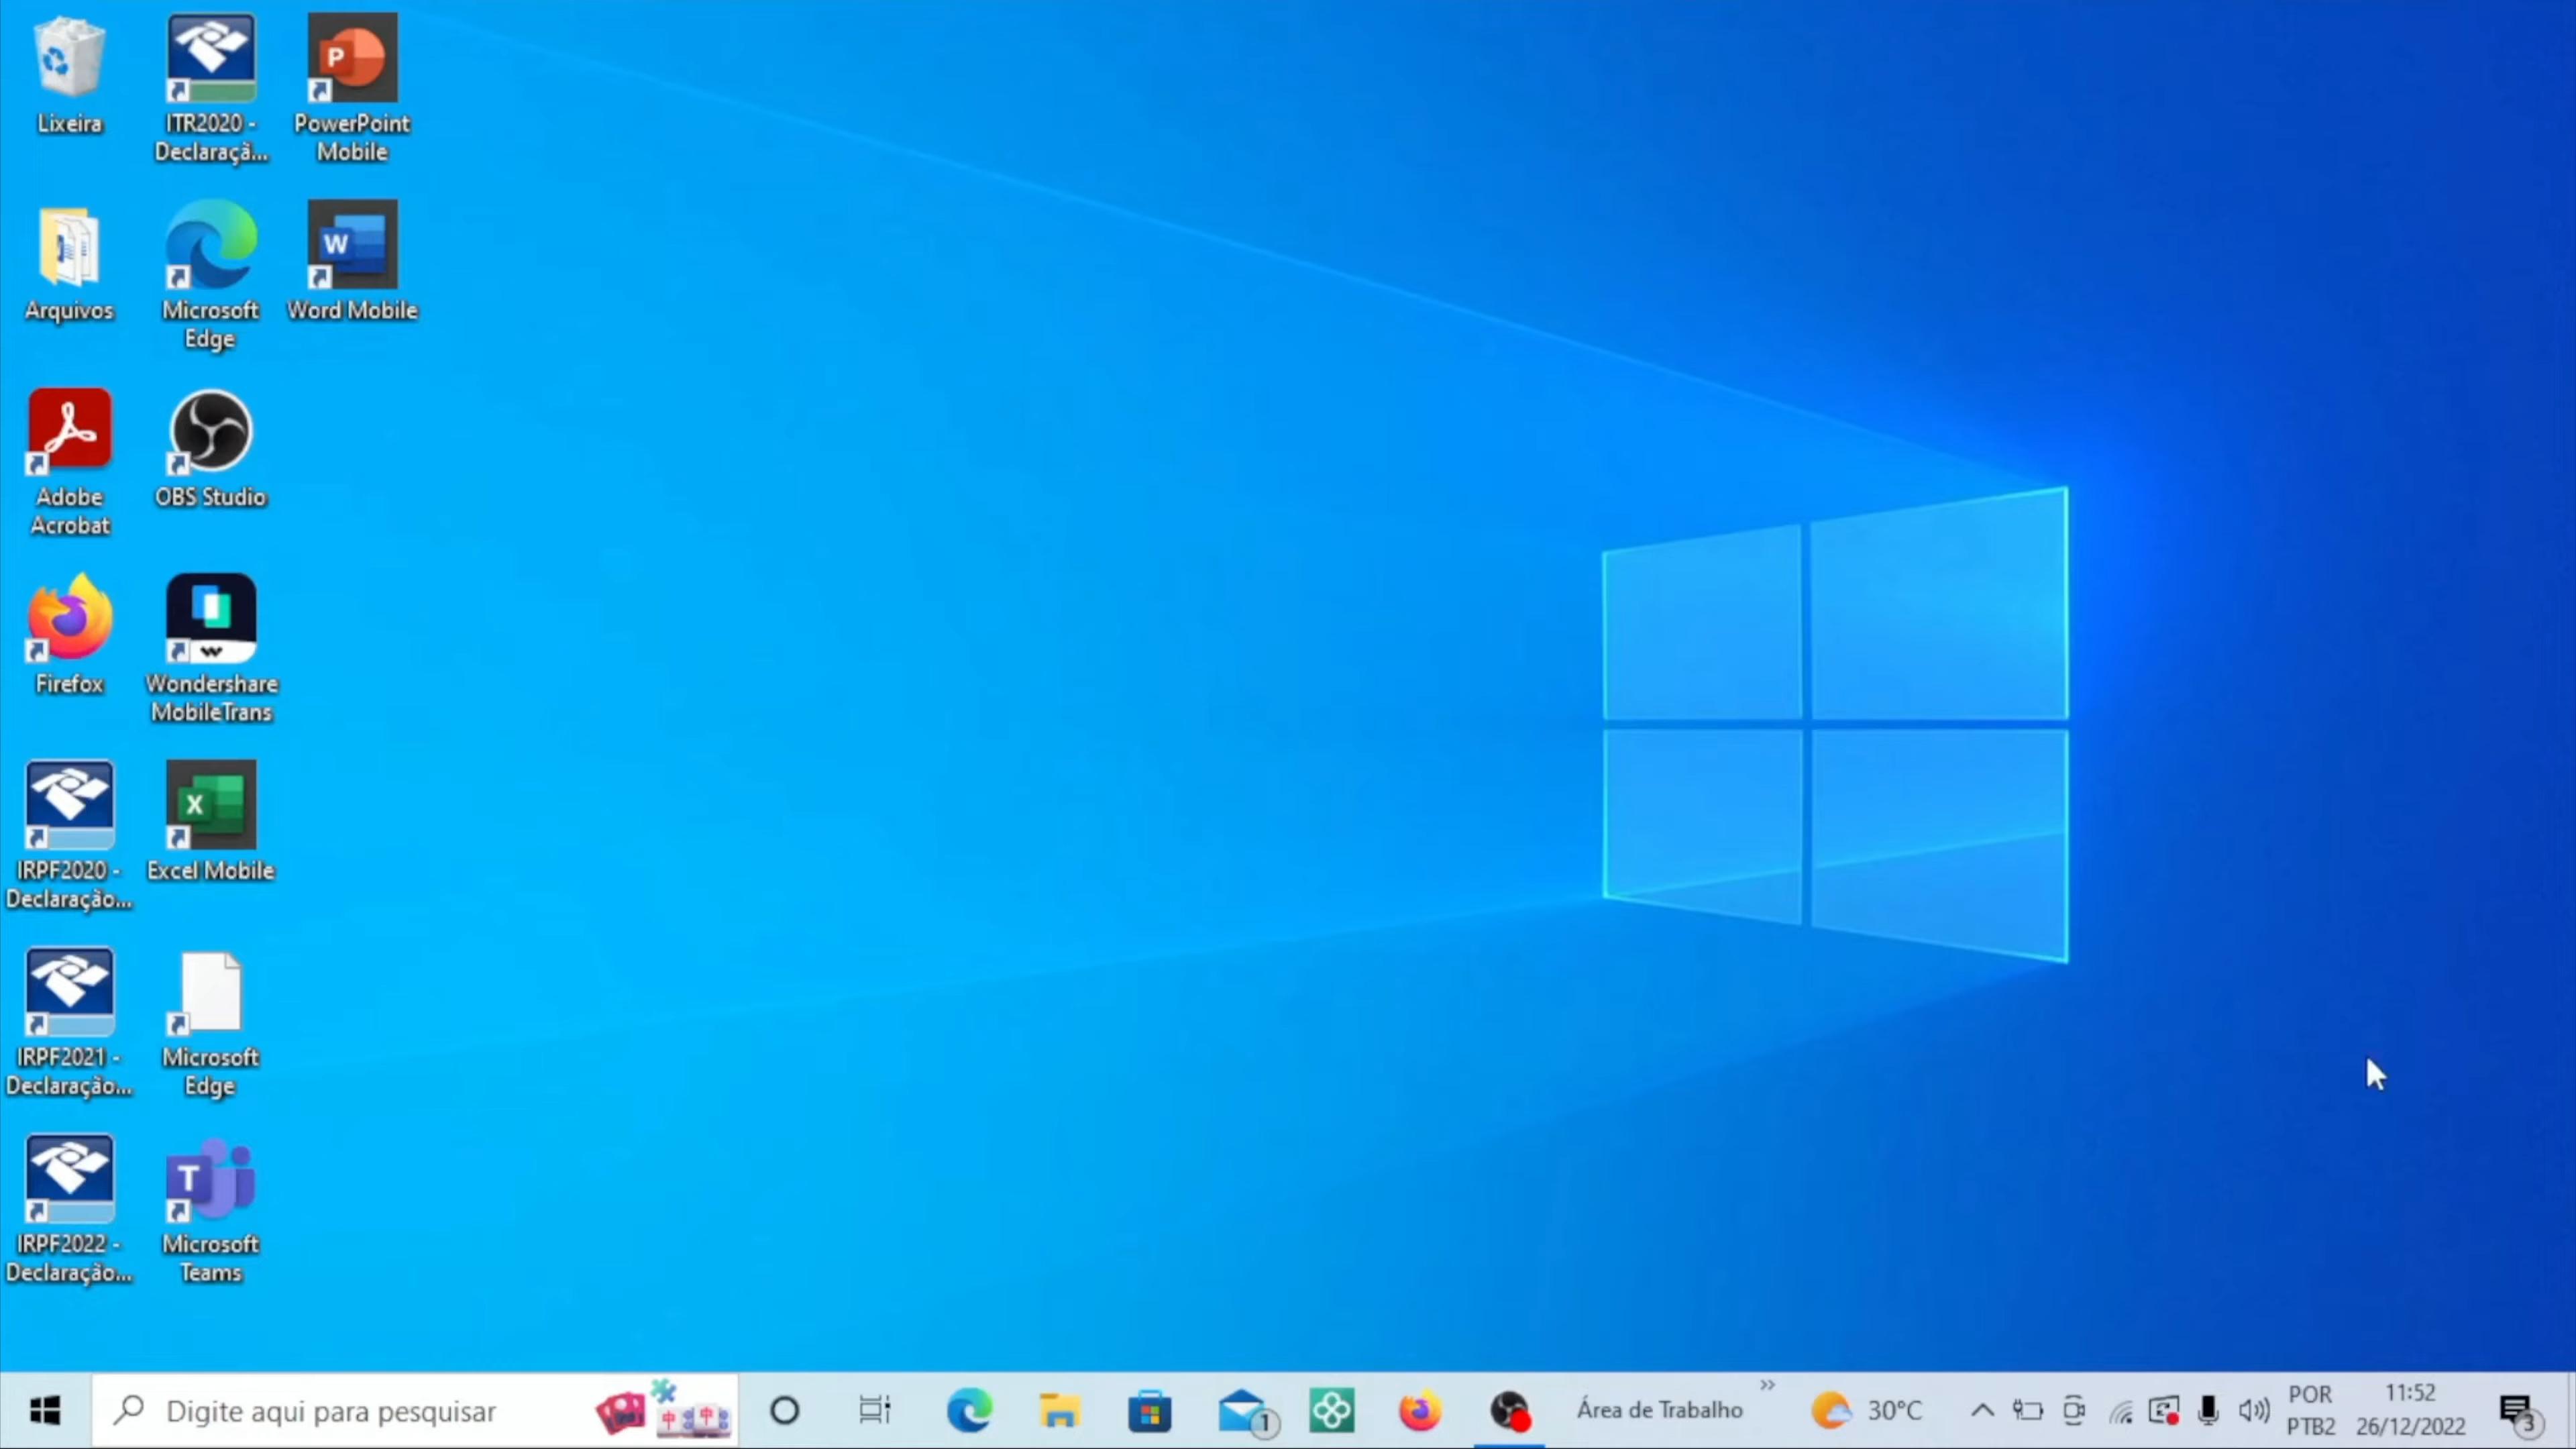 Lixeira
ITR2020 -
Declaraçã...
PowerPoint
Mobile
Arquivos
Microsoft
Edge
Word Mobile
Adobe
Acrobat
OBS Studio
Firefox
Wondershare
MobileTrans
IRPF2020 -
Declaração...
Excel Mobile
IRPF2021 -
Declaração...
Microsoft
Edge
IRPF2022 -
Declaração...
Microsoft
Teams
Digite aqui para pesquisar
1
Área de Trabalho
»
30°C
POR
PTB2
11:52
26/12/2022
3